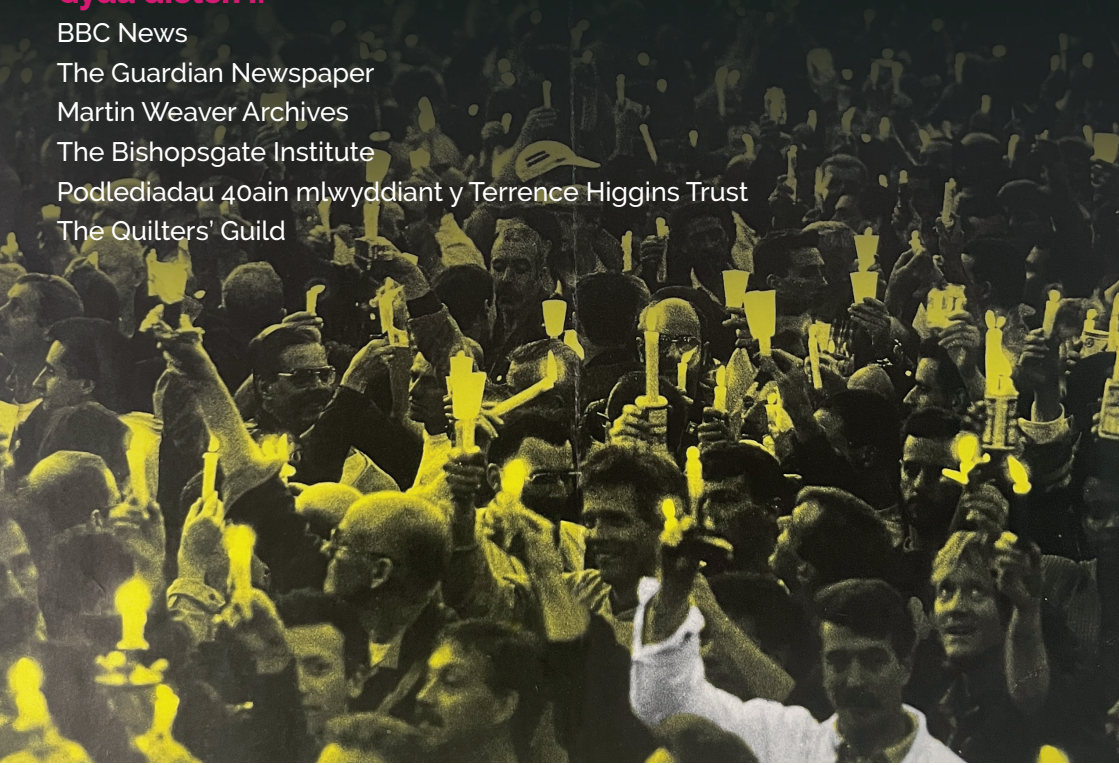 BBC News
The Guardian Newspaper
Martin Weaver Archives
The Bishopsgate Institute
Podlediadau 40ain mlwyddiant y Terrence Higgins Trust
The Quilters’ Guild